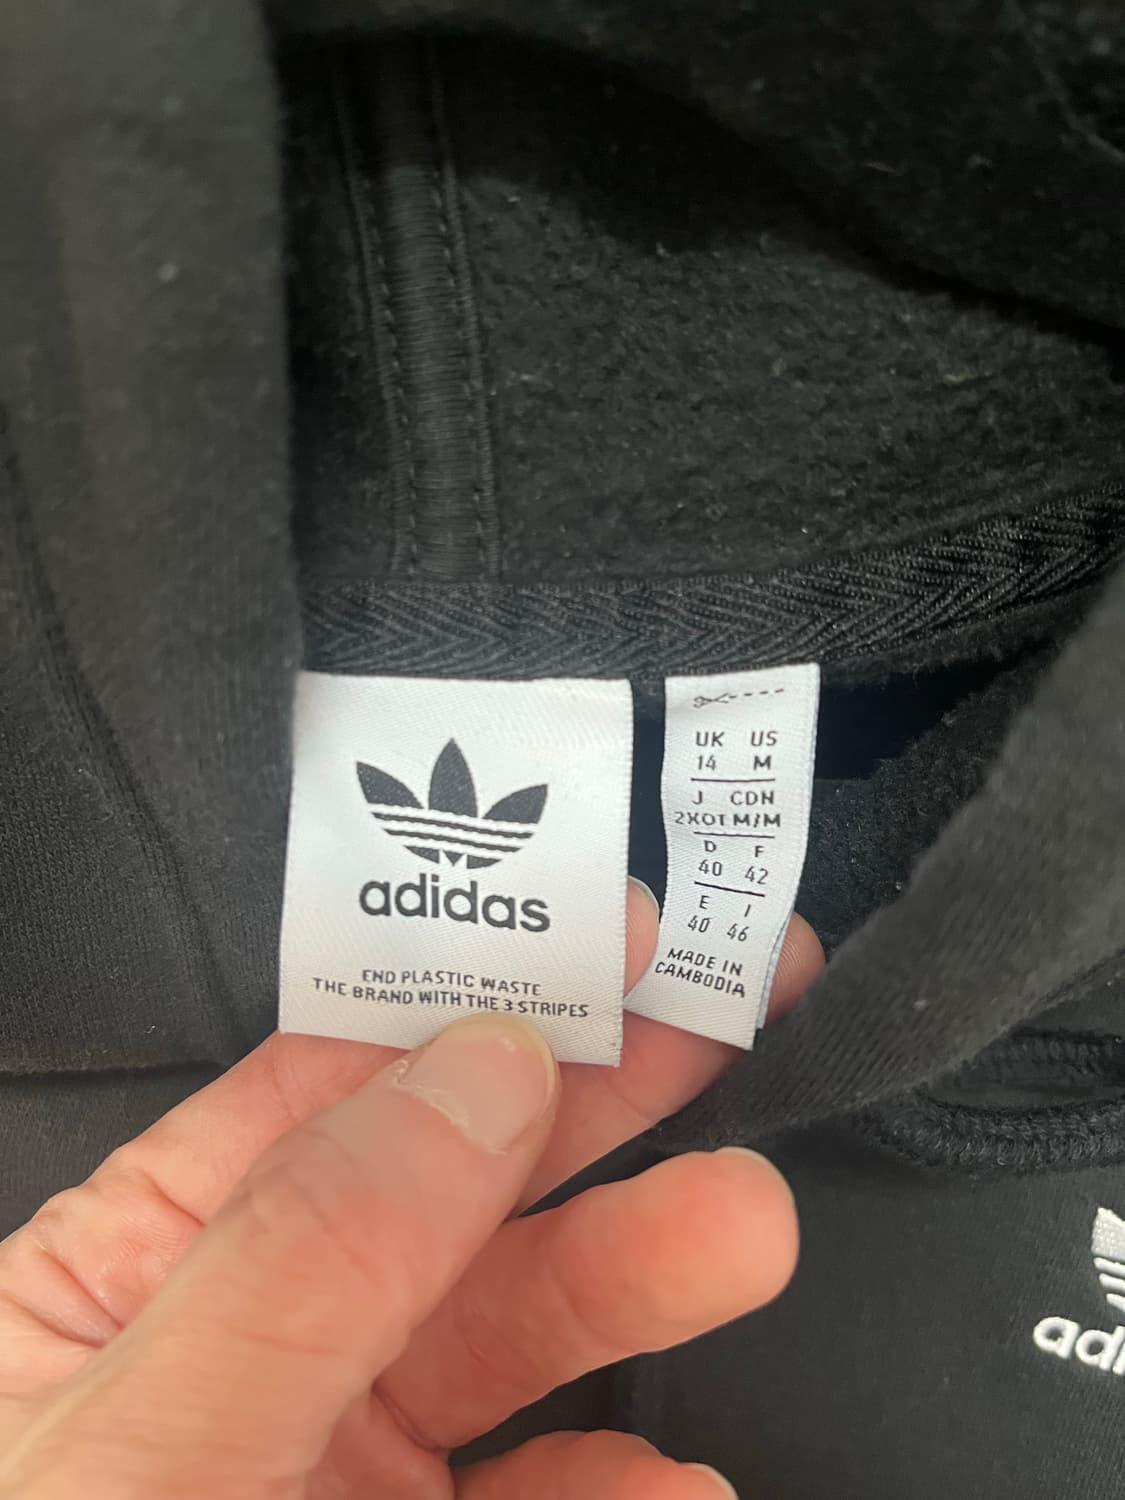 adidas
END PLASTIC WASTE
THE BRAND WITH THE 3 STRIPES
UK US
14 M
J CDN
2XOT M/M
D F
40 42
E I
40 46
MADE IN
CAMBODIA
adi